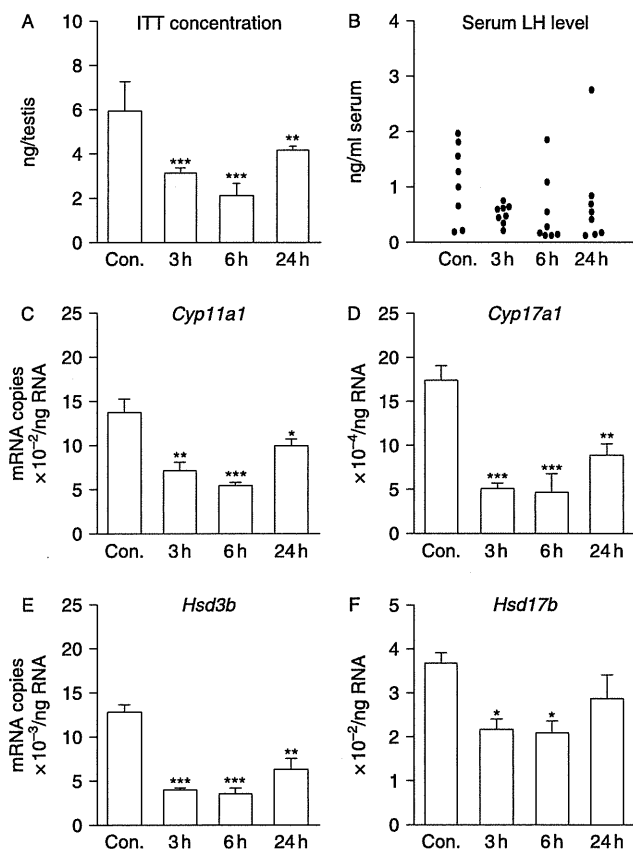 A ITT concentration
ng/testis
10
8
6
4
2
0
***
***
**
Con. 3 h 6 h 24 h
B Serum LH level
ng/ml serum
4
3
2
1
0
Con. 3 h 6 h 24 h
C Cyp11a1
mRNA copies
×10⁻²/ng RNA
25
20
15
10
5
0
**
***
*
Con. 3 h 6 h 24 h
D Cyp17a1
×10⁻⁴/ng RNA
25
20
15
10
5
0
***
***
**
Con. 3 h 6 h 24 h
E Hsd3b
mRNA copies
×10⁻³/ng RNA
25
20
15
10
5
0
***
***
**
Con. 3 h 6 h 24 h
F Hsd17b
×10⁻²/ng RNA
5
4
3
2
1
0
*
*
Con. 3 h 6 h 24 h